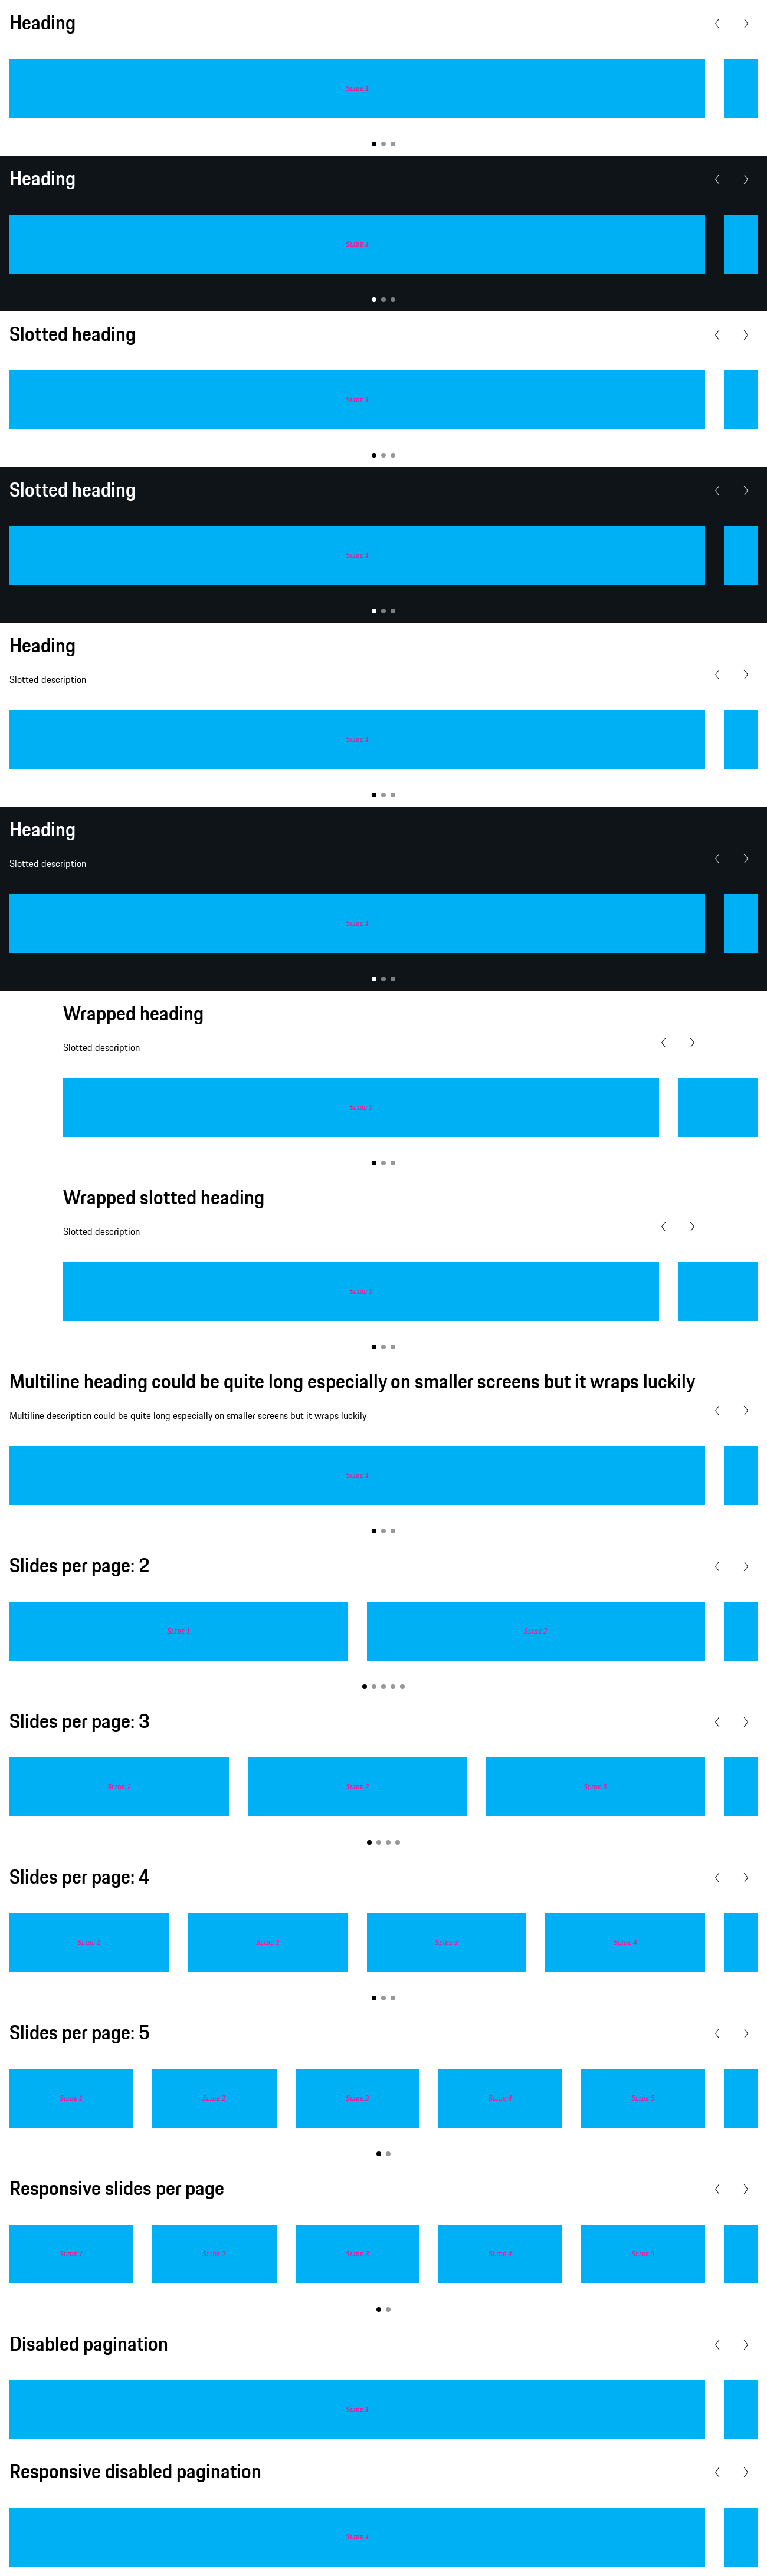 Heading
Slide 1
Heading
Slide 1
Slotted heading
Slide 1
Slotted heading
Slide 1
Heading
Slotted description
Slide 1
Heading
Slotted description
Slide 1
Wrapped heading
Slotted description
Slide 1
Wrapped slotted heading
Slotted description
Slide 1
Multiline heading could be quite long especially on smaller screens but it wraps luckily
Multiline description could be quite long especially on smaller screens but it wraps luckily
Slide 1
Slides per page: 2
Slide 1 Slide 2
Slides per page: 3
Slide 1 Slide 2 Slide 3
Slides per page: 4
Slide 1 Slide 2 Slide 3 Slide 4
Slides per page: 5
Slide 1 Slide 2 Slide 3 Slide 4 Slide 5
Responsive slides per page
Slide 1 Slide 2 Slide 3 Slide 4 Slide 5
Disabled pagination
Slide 1
Responsive disabled pagination
Slide 1